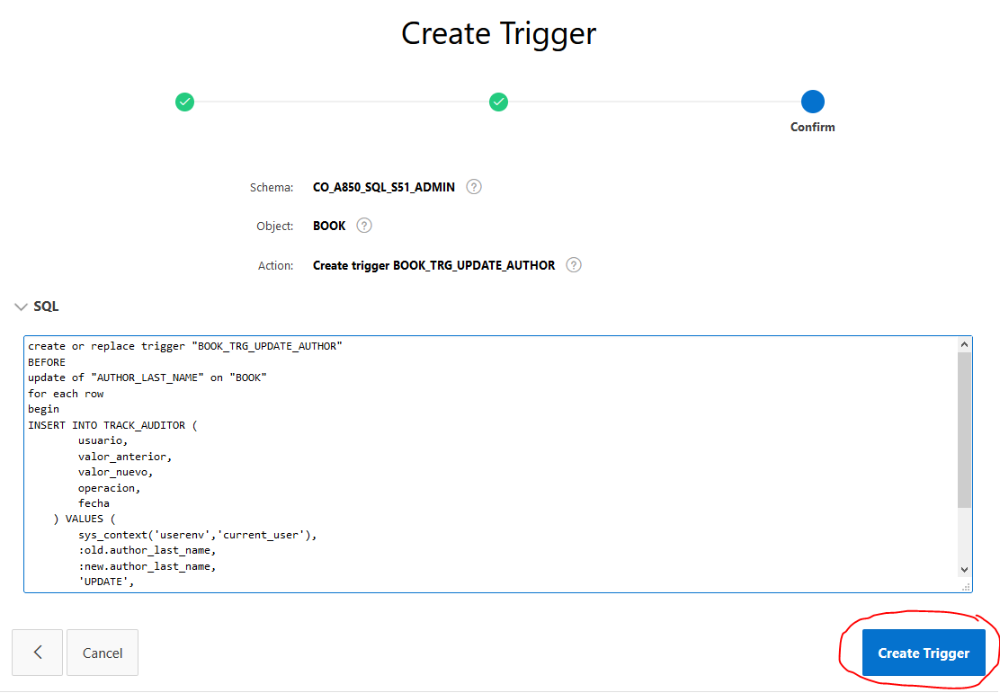 Create Trigger
Confirm
Schema: CO_A850_SQL_S51_ADMIN ?
Object: BOOK ?
Action: Create trigger BOOK_TRG_UPDATE_AUTHOR ?
SQL
create or replace trigger "BOOK_TRG_UPDATE_AUTHOR"
BEFORE
update of "AUTHOR_LAST_NAME" on "BOOK"
for each row
begin
INSERT INTO TRACK_AUDITOR (
        usuario,
        valor_anterior,
        valor_nuevo,
        operacion,
        fecha
    ) VALUES (
        sys_context('userenv','current_user'),
        :old.author_last_name,
        :new.author_last_name,
        'UPDATE',
Cancel
Create Trigger